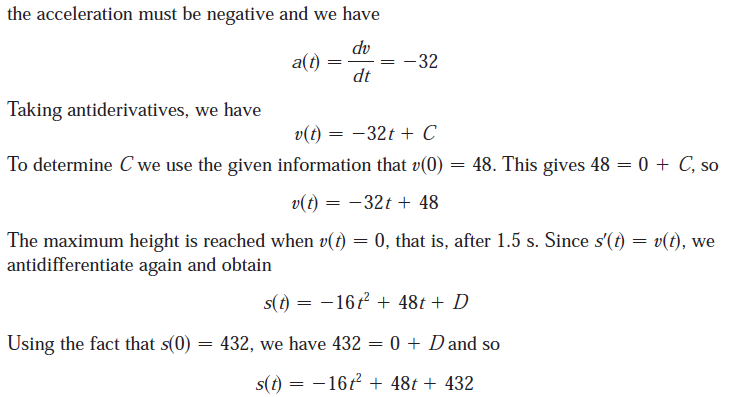 the acceleration must be negative and we have
a(t) = dv/dt = −32
Taking antiderivatives, we have
v(t) = −32t + C
To determine C we use the given information that v(0) = 48. This gives 48 = 0 + C, so
v(t) = −32t + 48
The maximum height is reached when v(t) = 0, that is, after 1.5 s. Since s′(t) = v(t), we
antidifferentiate again and obtain
s(t) = −16t² + 48t + D
Using the fact that s(0) = 432, we have 432 = 0 + D and so
s(t) = −16t² + 48t + 432